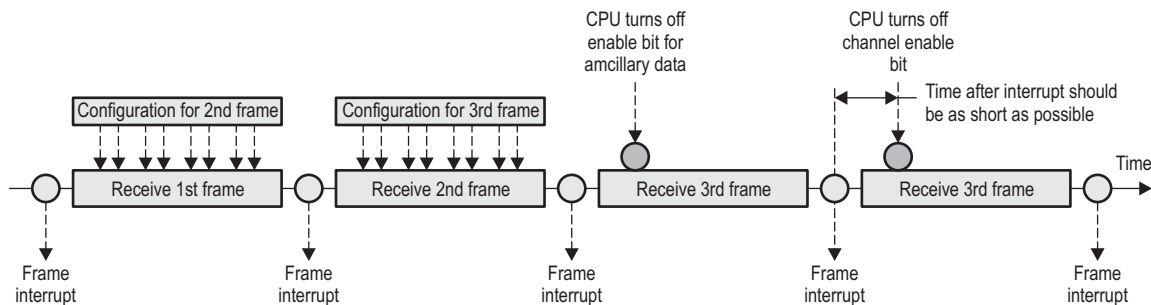 CPU turns off
enable bit for
amcillary data
CPU turns off
channel enable
bit
Time after interrupt should
be as short as possible
Configuration for 2nd frame
Configuration for 3rd frame
Receive 1st frame
Receive 2nd frame
Receive 3rd frame
Receive 3rd frame
Time
Frame
interrupt
Frame
interrupt
Frame
interrupt
Frame
interrupt
Frame
interrupt